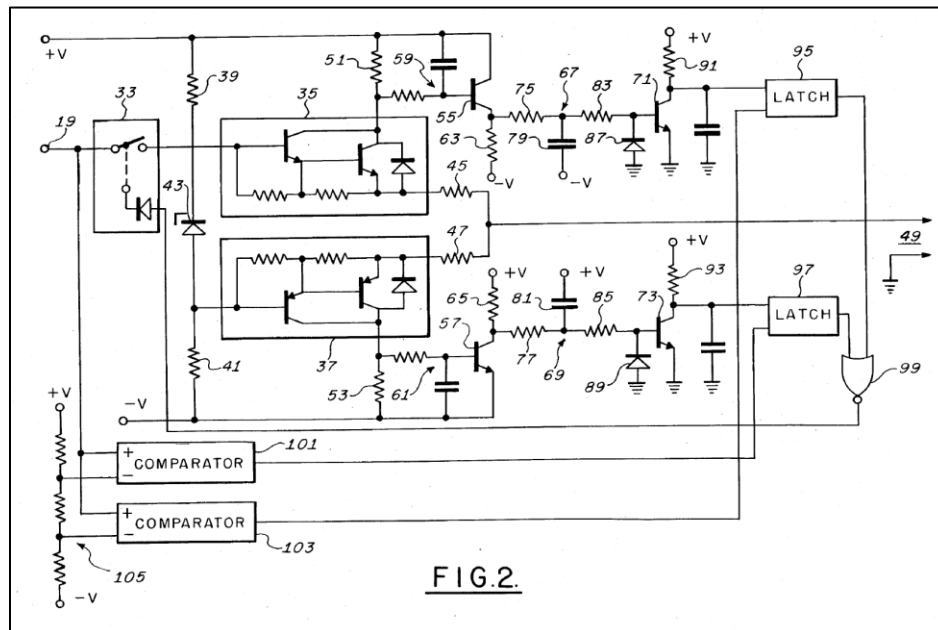 +V
39
33
19
43
41
-V
35
51
59
55
63
-V
45
47
37
53
61
57
65
+V
75
67
79
-V
83
87
71
+V
91
95
LATCH
49
77
81
+V
69
85
89
73
+V
93
97
LATCH
99
+V
101
+
-
COMPARATOR
+
-
COMPARATOR
103
105
-V
FIG.2.